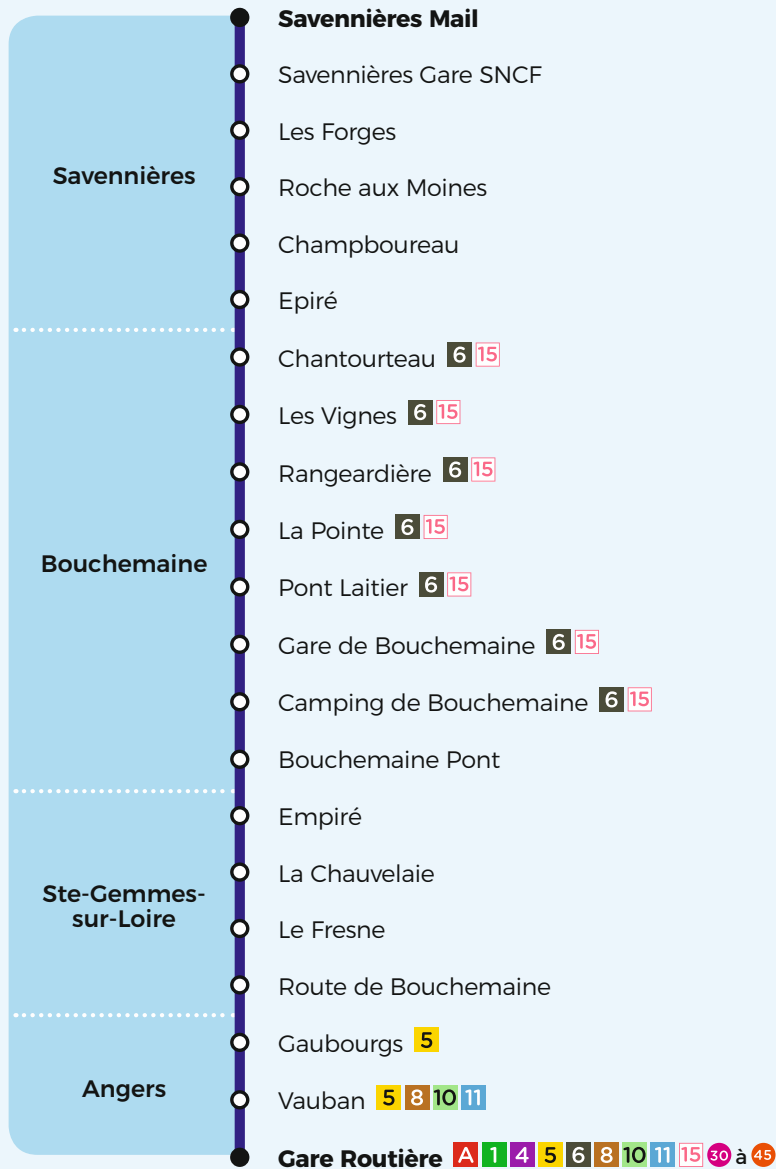 Savennières Mail
Savennières Gare SNCF
Les Forges
Savennières
Roche aux Moines
Champboureau
Epiré
Chantourteau 6 15
Les Vignes 6 15
Rangeardière 6 15
La Pointe 6 15
Bouchemaine
Pont Laitier 6 15
Gare de Bouchemaine 6 15
Camping de Bouchemaine 6 15
Bouchemaine Pont
Empiré
La Chauvelaie
Ste-Gemmes-
sur-Loire
Le Fresne
Route de Bouchemaine
Gaubourgs 5
Angers
Vauban 5 8 10 11
Gare Routière A 1 4 5 6 8 10 11 15 30 à 45